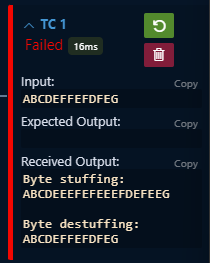 TC 1
Failed 16ms
Input: Copy
ABCDEFFEFDFEG
Expected Output: Copy
Received Output: Copy
Byte stuffing:
ABCDEEEFEFEEEFDEFEEG
Byte destuffing:
ABCDEFFEFDFEG